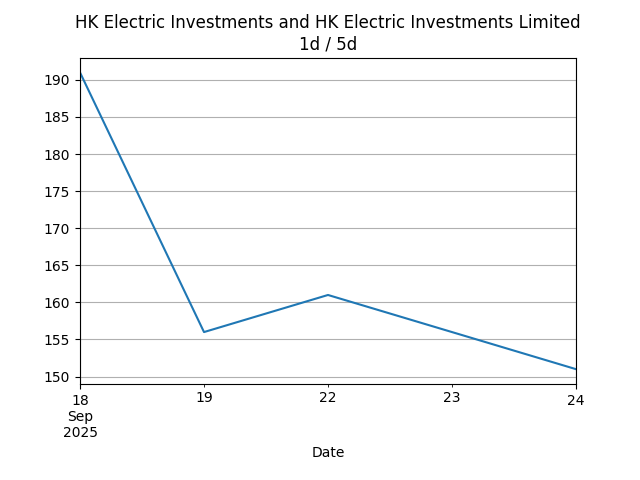 HK Electric Investments and HK Electric Investments Limited
1d / 5d
190
185
180
175
170
165
160
155
150
18 19 22 23 24
Sep
2025
Date